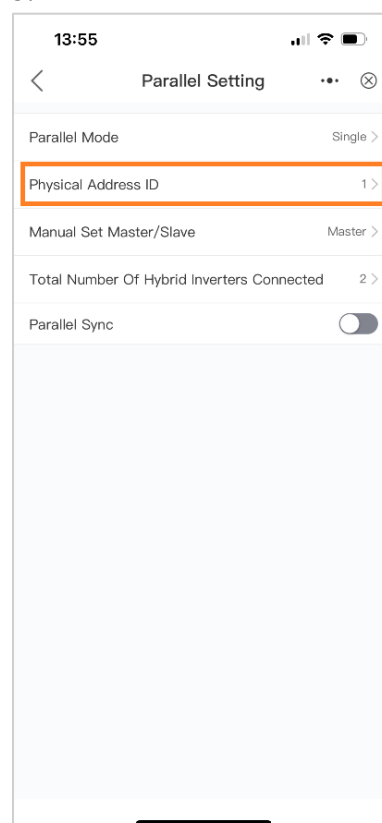 13:55
Parallel Setting
Parallel Mode Single >
Physical Address ID 1 >
Manual Set Master/Slave Master >
Total Number Of Hybrid Inverters Connected 2 >
Parallel Sync